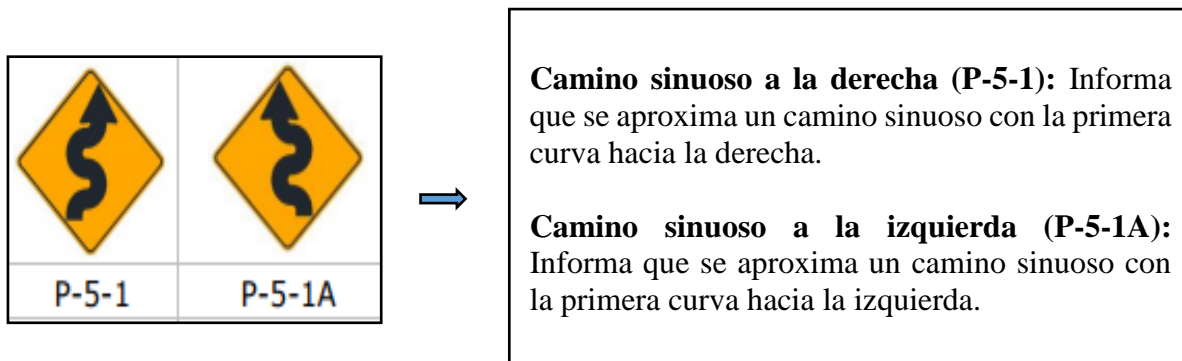 P-5-1
P-5-1A
Camino sinuoso a la derecha (P-5-1): Informa
que se aproxima un camino sinuoso con la primera
curva hacia la derecha.
Camino sinuoso a la izquierda (P-5-1A):
Informa que se aproxima un camino sinuoso con
la primera curva hacia la izquierda.